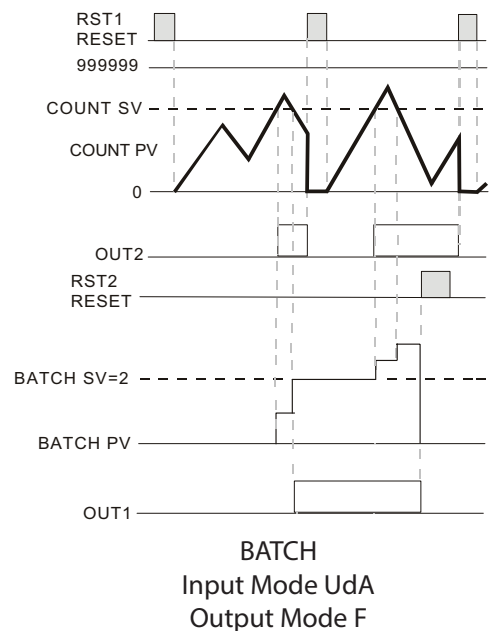 RST1
RESET
999999
COUNT SV
COUNT PV
0
OUT2
RST2
RESET
BATCH SV=2
BATCH PV
OUT1
BATCH
Input Mode UdA
Output Mode F